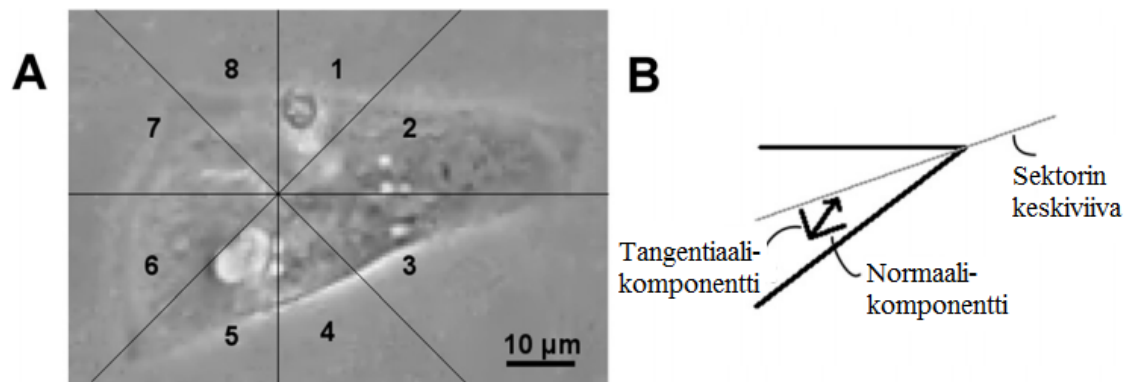 A
8
1
7
2
6
3
5
4
10 µm
B
Sektorin
keskiviiva
Tangentiaali-
komponentti
Normaali-
komponentti